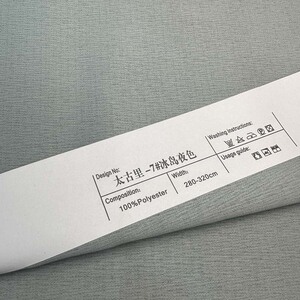 Design No:
太古里-7#冰岛夜色
Composition:
100%Polyester
Width:
280-320cm
Washing instructions:
Usage guide: